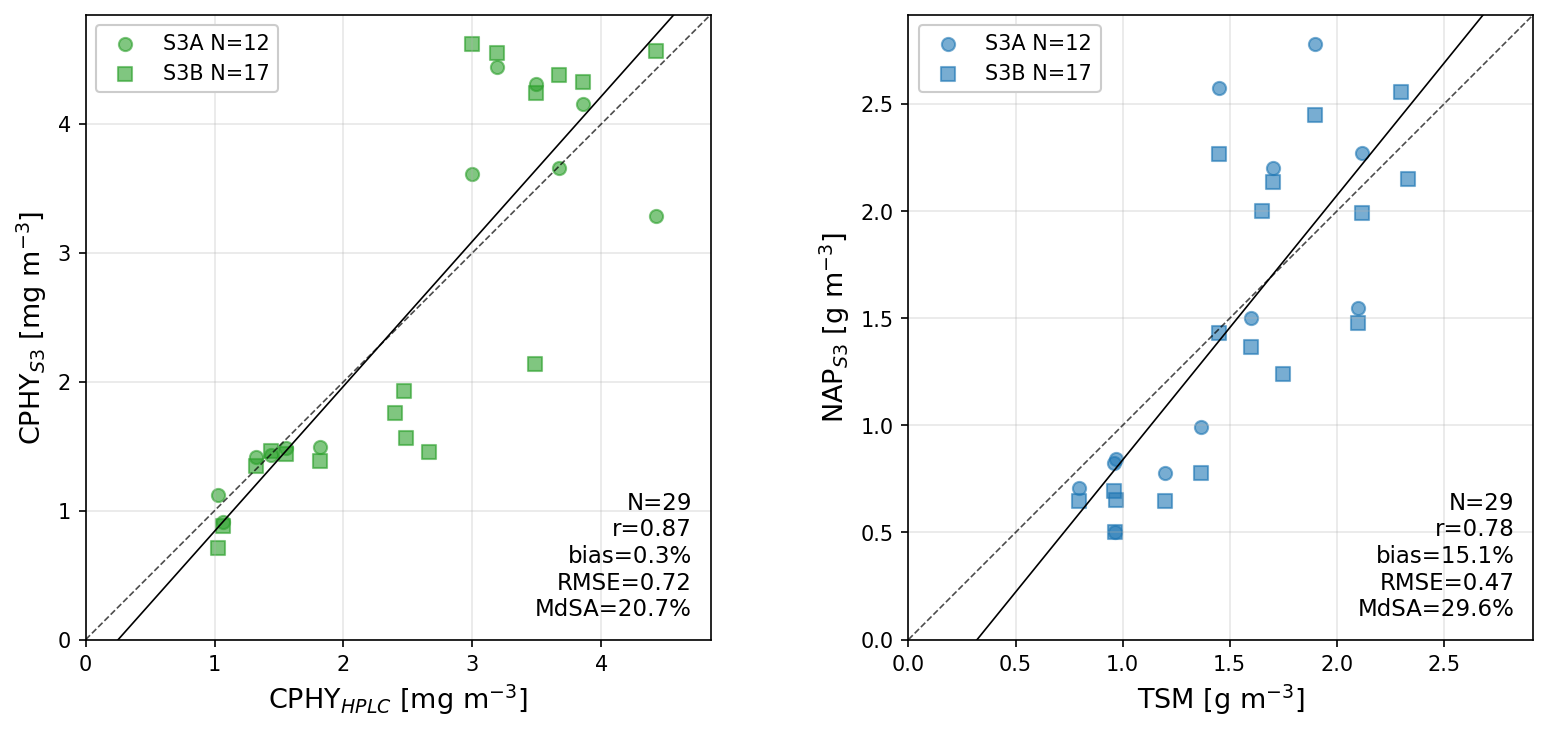 S3A N=12
S3B N=17
4
3
2
1
0
0
1
2
3
4
CPHY_{S3} [mg m^{−3}]
N=29
r=0.87
bias=0.3%
RMSE=0.72
MdSA=20.7%
CPHY_{HPLC} [mg m^{−3}]
S3A N=12
S3B N=17
2.5
2.0
1.5
1.0
0.5
0.0
0.0
0.5
1.0
1.5
2.0
2.5
NAP_{S3} [g m^{−3}]
N=29
r=0.78
bias=15.1%
RMSE=0.47
MdSA=29.6%
TSM [g m^{−3}]